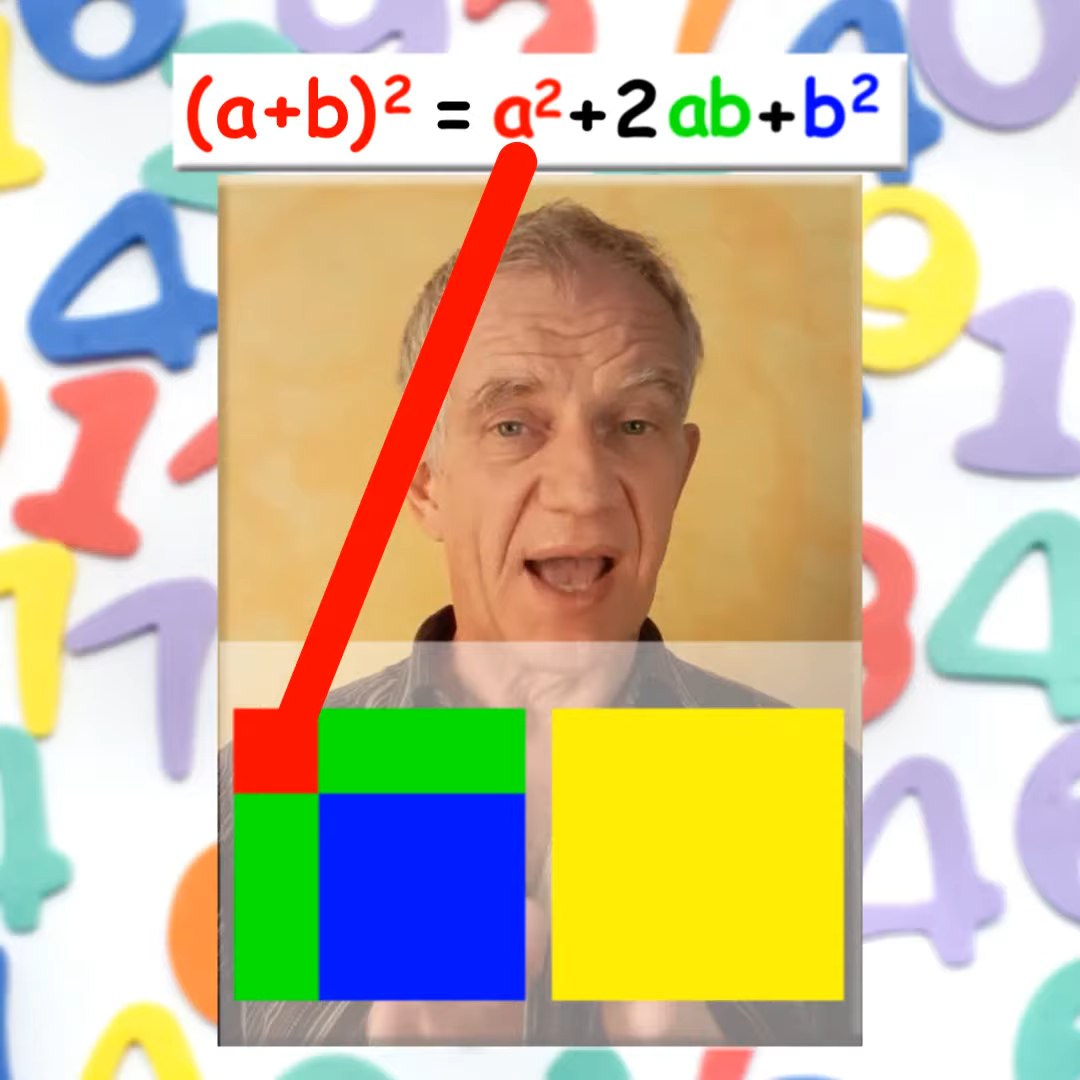 (a+b)² = a²+2ab+b²